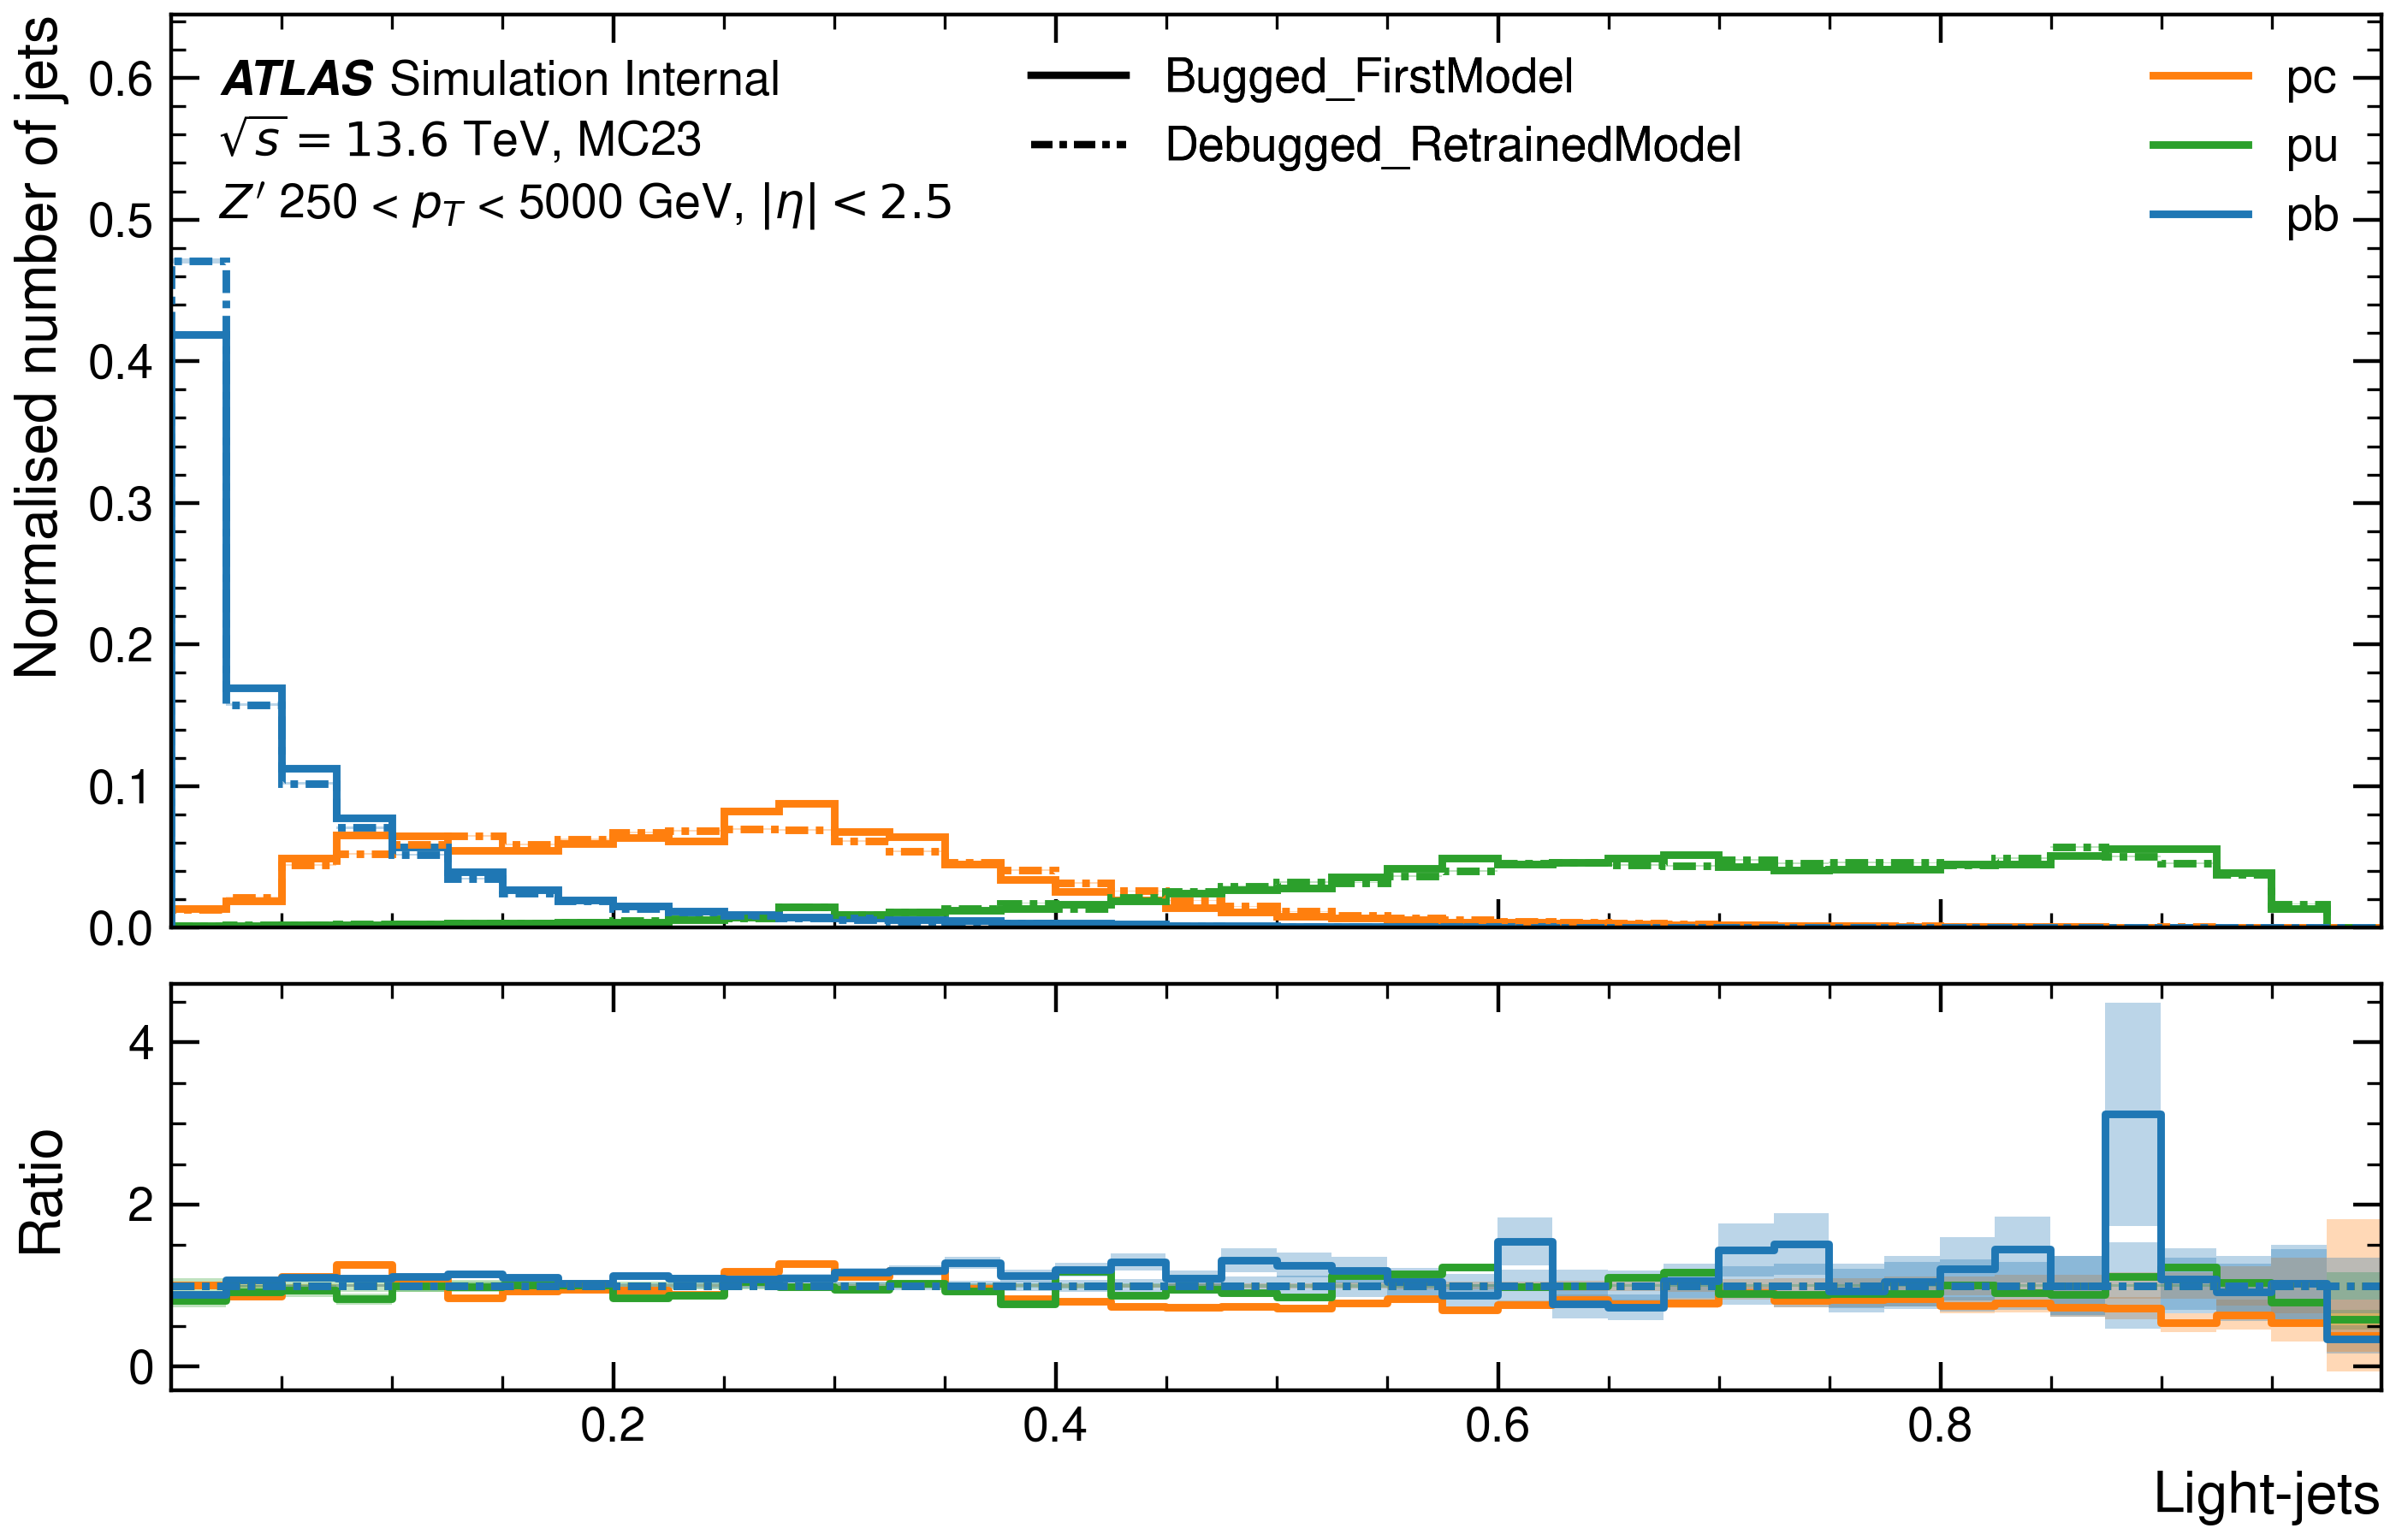 Normalised number of jets
0.6
0.5
0.4
0.3
0.2
0.1
0.0
ATLAS Simulation Internal
√s = 13.6 TeV, MC23
Z′ 250 < pT < 5000 GeV, |η| < 2.5
Bugged_FirstModel
Debugged_RetrainedModel
pc
pu
pb
Ratio
4
2
0
0.2 0.4 0.6 0.8
Light-jets